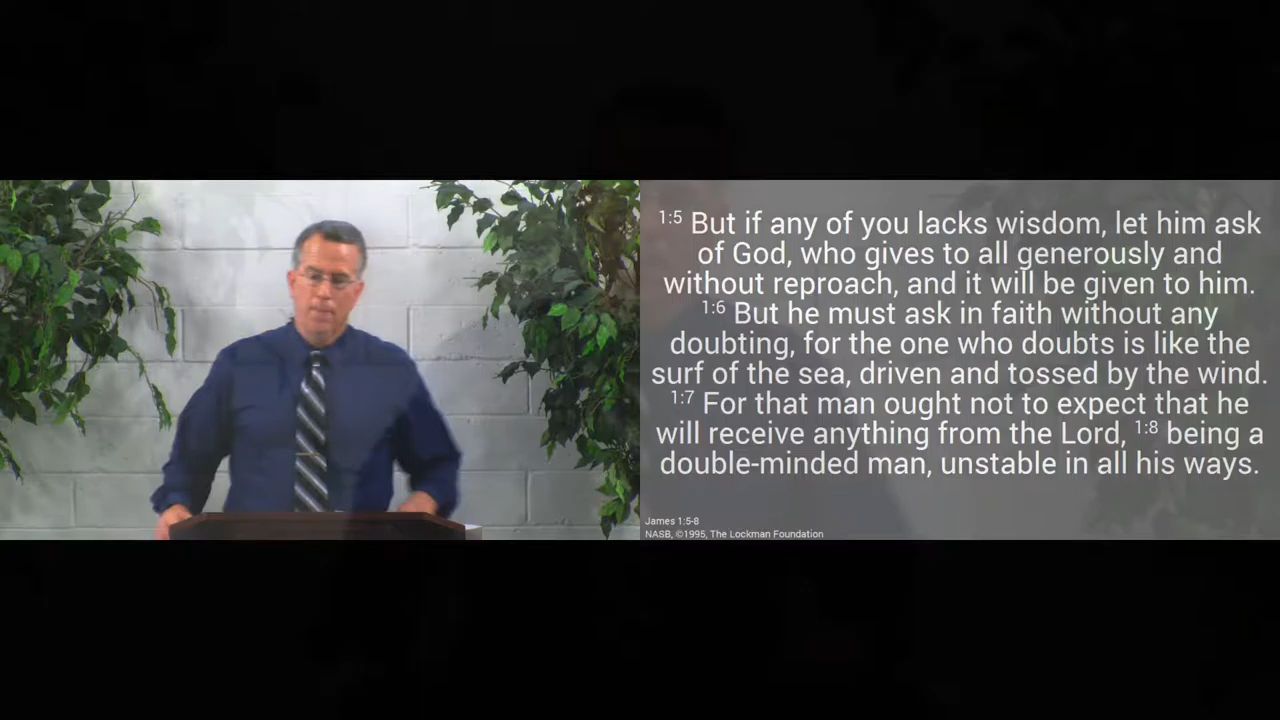 1:5 But if any of you lacks wisdom, let him ask
of God, who gives to all generously and
without reproach, and it will be given to him.
1:6 But he must ask in faith without any
doubting, for the one who doubts is like the
surf of the sea, driven and tossed by the wind.
1:7 For that man ought not to expect that he
will receive anything from the Lord, 1:8 being a
double-minded man, unstable in all his ways.
James 1:5-8
NASB, ©1995, The Lockman Foundation